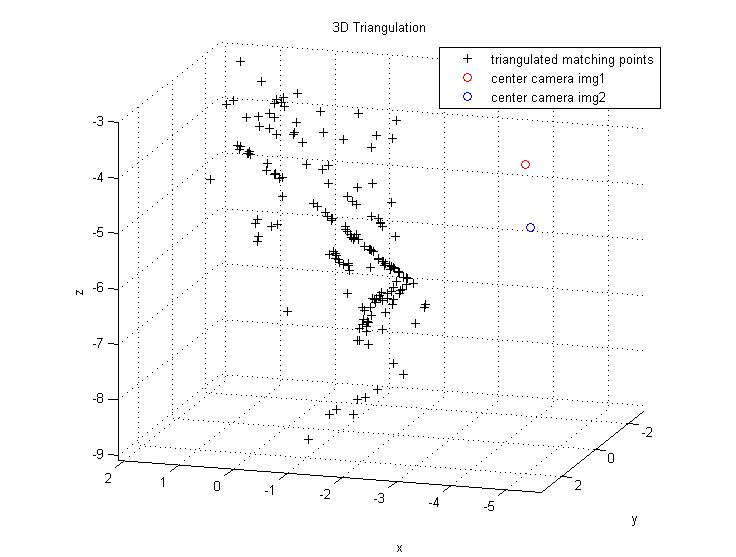 3D Triangulation
triangulated matching points
center camera img1
center camera img2
-3
-4
-5
-6
-7
-8
-9
z
2
1
0
-1
-2
-3
-4
-5
x
-2
0
2
y